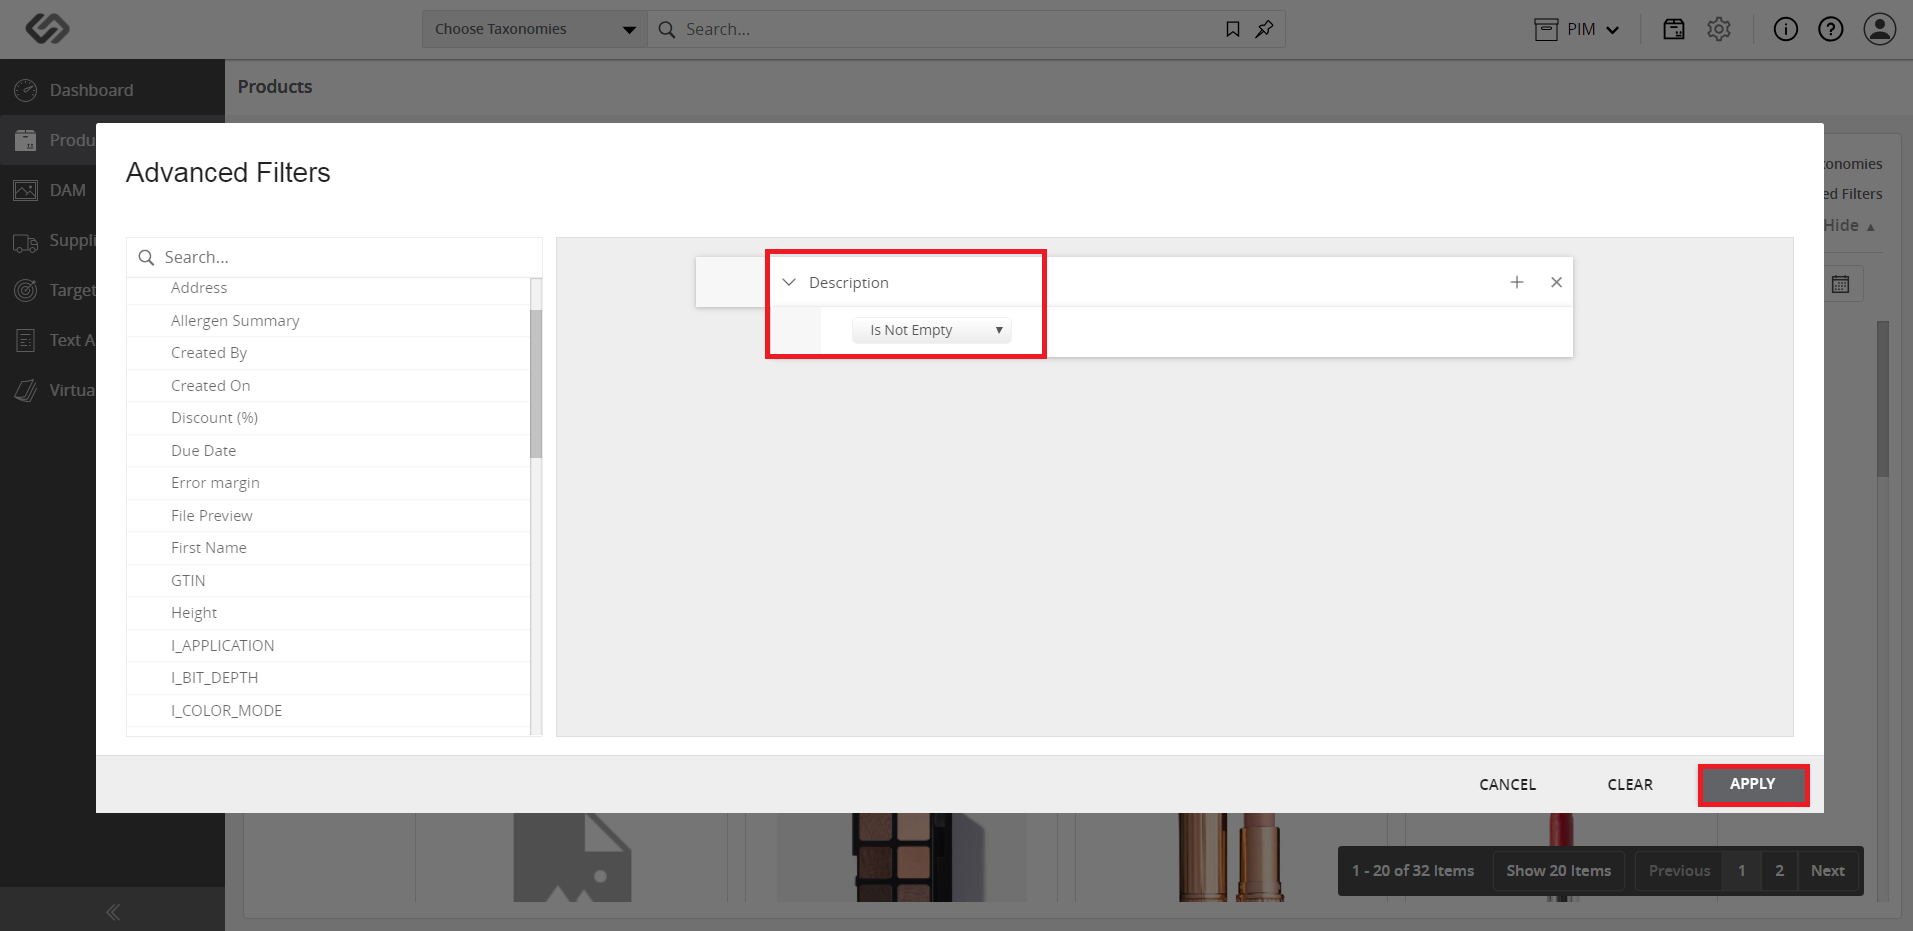 Choose Taxonomies
Search...
PIM
Dashboard
Products
Produ
DAM
Suppli
Target
Text A
Virtua
onomies
ed Filters
Hide ▲
Advanced Filters
Search...
Address
Allergen Summary
Created By
Created On
Discount (%)
Due Date
Error margin
File Preview
First Name
GTIN
Height
I_APPLICATION
I_BIT_DEPTH
I_COLOR_MODE
Description
Is Not Empty
CANCEL
CLEAR
APPLY
1 - 20 of 32 Items
Show 20 Items
Previous
1
2
Next